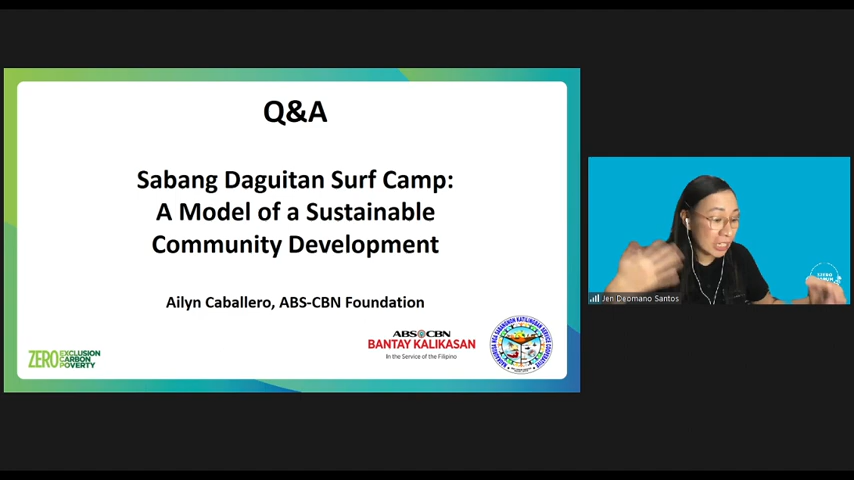 Q&A
Sabang Daguitan Surf Camp:
A Model of a Sustainable
Community Development
Ailyn Caballero, ABS-CBN Foundation
ZERO EXCLUSION
CARBON
POVERTY
ABS-CBN
BANTAY KALIKASAN
In the Service of the Filipino
Jen Deomano Santos